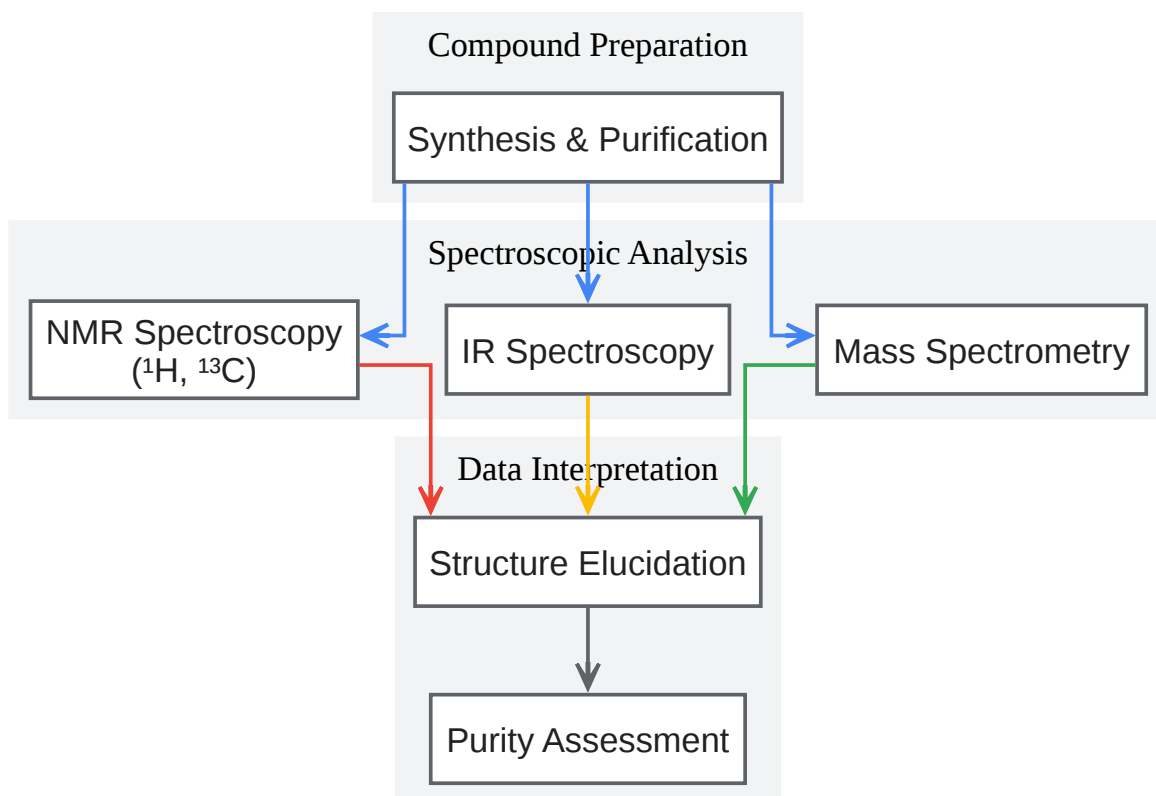 Compound Preparation
Synthesis & Purification
Spectroscopic Analysis
NMR Spectroscopy
(¹H, ¹³C)
IR Spectroscopy
Mass Spectrometry
Data Interpretation
Structure Elucidation
Purity Assessment